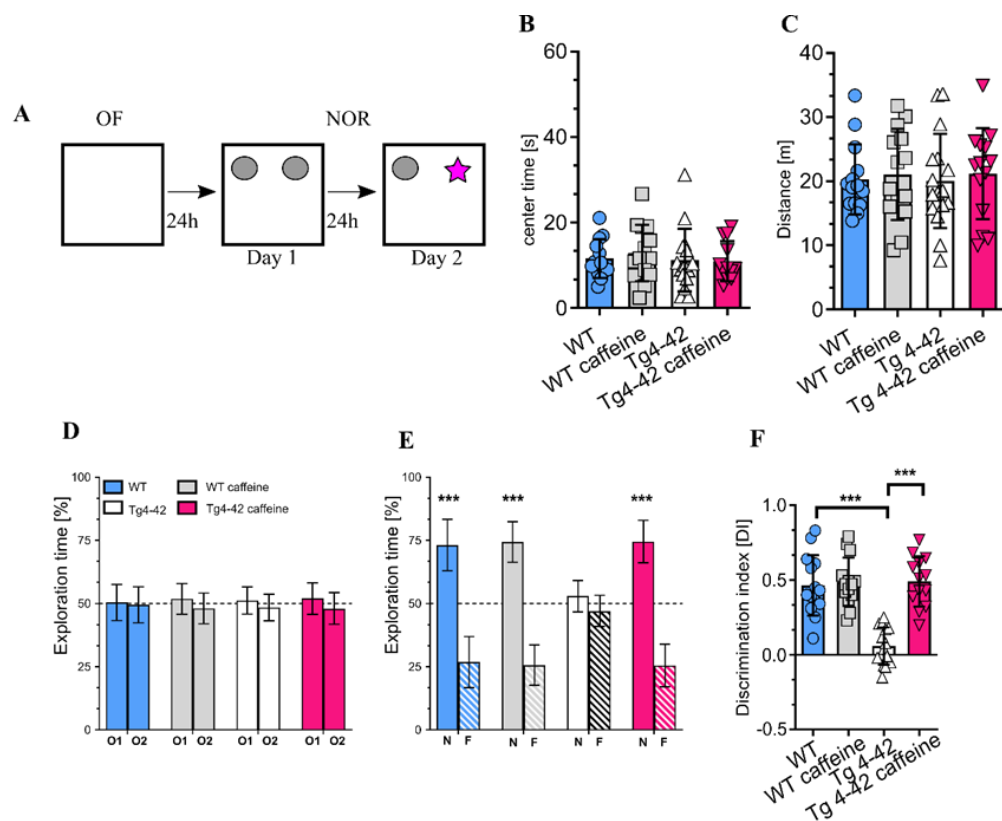 A
OF
NOR
24h
24h
Day 1
Day 2
B
center time [s]
60
40
20
0
WT
WT caffeine
Tg4-42
Tg4-42 caffeine
C
Distance [m]
40
30
20
10
0
WT
WT caffeine
Tg 4-42
Tg 4-42 caffeine
D
Exploration time [%]
100
75
50
25
0
WT
WT caffeine
Tg4-42
Tg4-42 caffeine
O1 O2 O1 O2 O1 O2 O1 O2
E
Exploration time [%]
100
75
50
25
0
*** *** ***
N F N F N F N F
F
Discrimination index [DI]
1.0
0.5
0.0
-0.5
***
***
WT
WT caffeine
Tg 4-42
Tg 4-42 caffeine